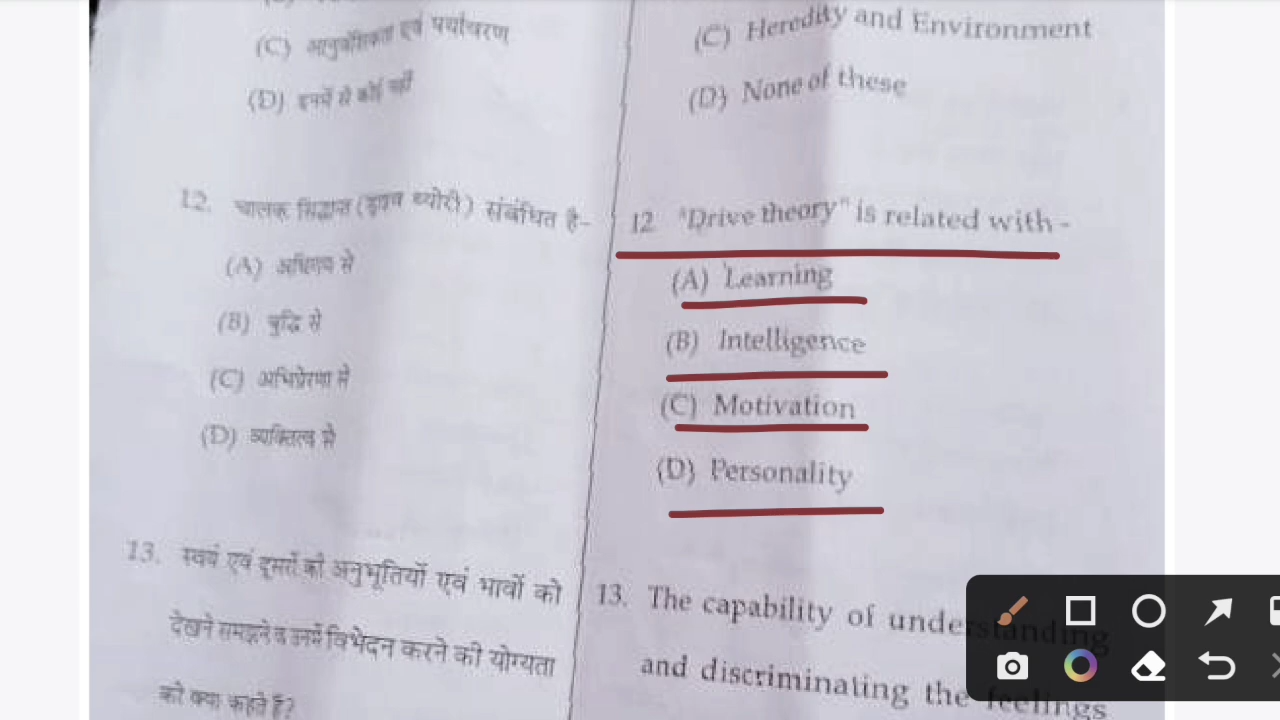 (C) आनुवंशिकता एवं पर्यावरण
(D) इनमें से कोई नहीं
12. चालक सिद्धान्त (ड्राइव थ्योरी) संबंधित है-
(A) अधिगम से
(B) बुद्धि से
(C) अभिप्रेरणा से
(D) व्यक्तित्व से
13. स्वयं एवं दूसरों की अनुभूतियों एवं भावों को
देखने समझने व उनमें विभेदन करने की योग्यता
को क्या कहते हैं?
(C) Heredity and Environment
(D) None of these
12 "Drive theory" is related with -
(A) Learning
(B) Intelligence
(C) Motivation
(D) Personality
13. The capability of understanding
and discriminating the feelings